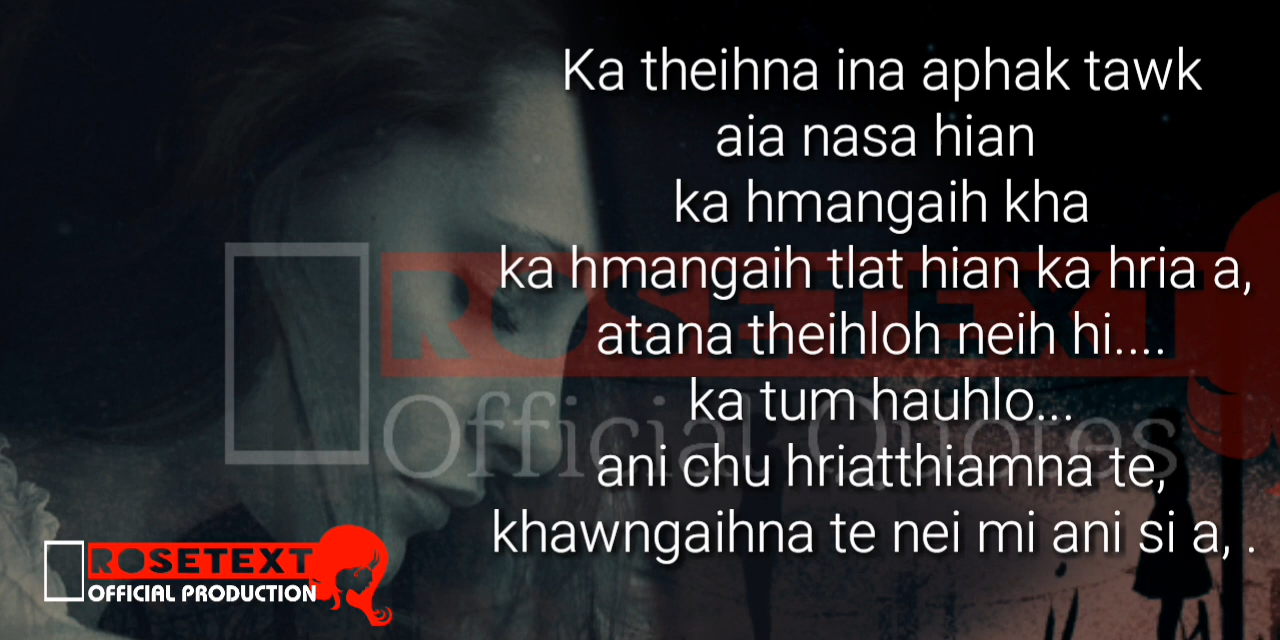 Ka theihna ina aphak tawk
aia nasa hian
ka hmangaih kha
ka hmangaih tlat hian ka hria a,
atana theihloh neih hi....
ka tum hauhlo...
ani chu hriatthiamna te,
khawngaihna te nei mi ani si a, .
ROSETEXT
Official Quotes
ROSETEXT
OFFICIAL PRODUCTION